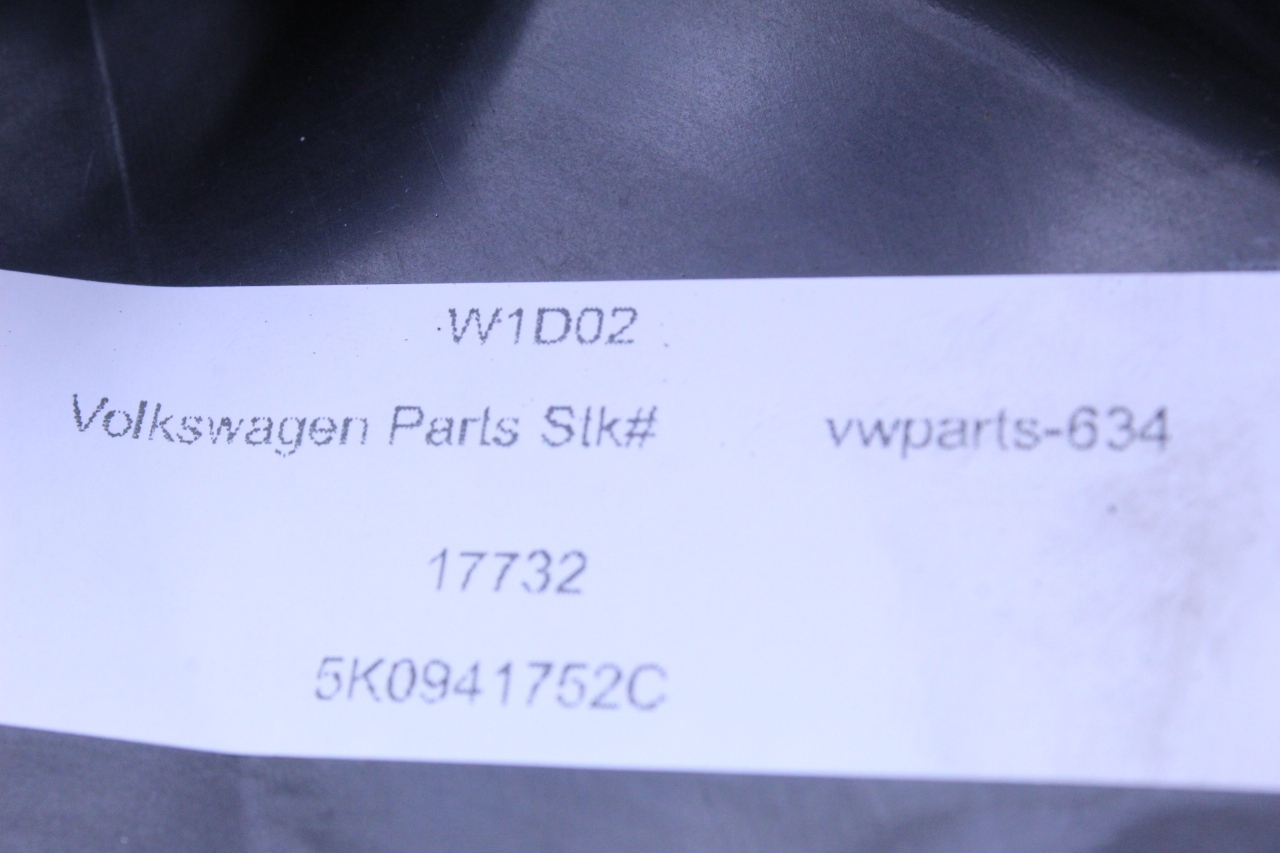 W1D02
Volkswagen Parts Stk# vwparts-634
17732
5K0941752C